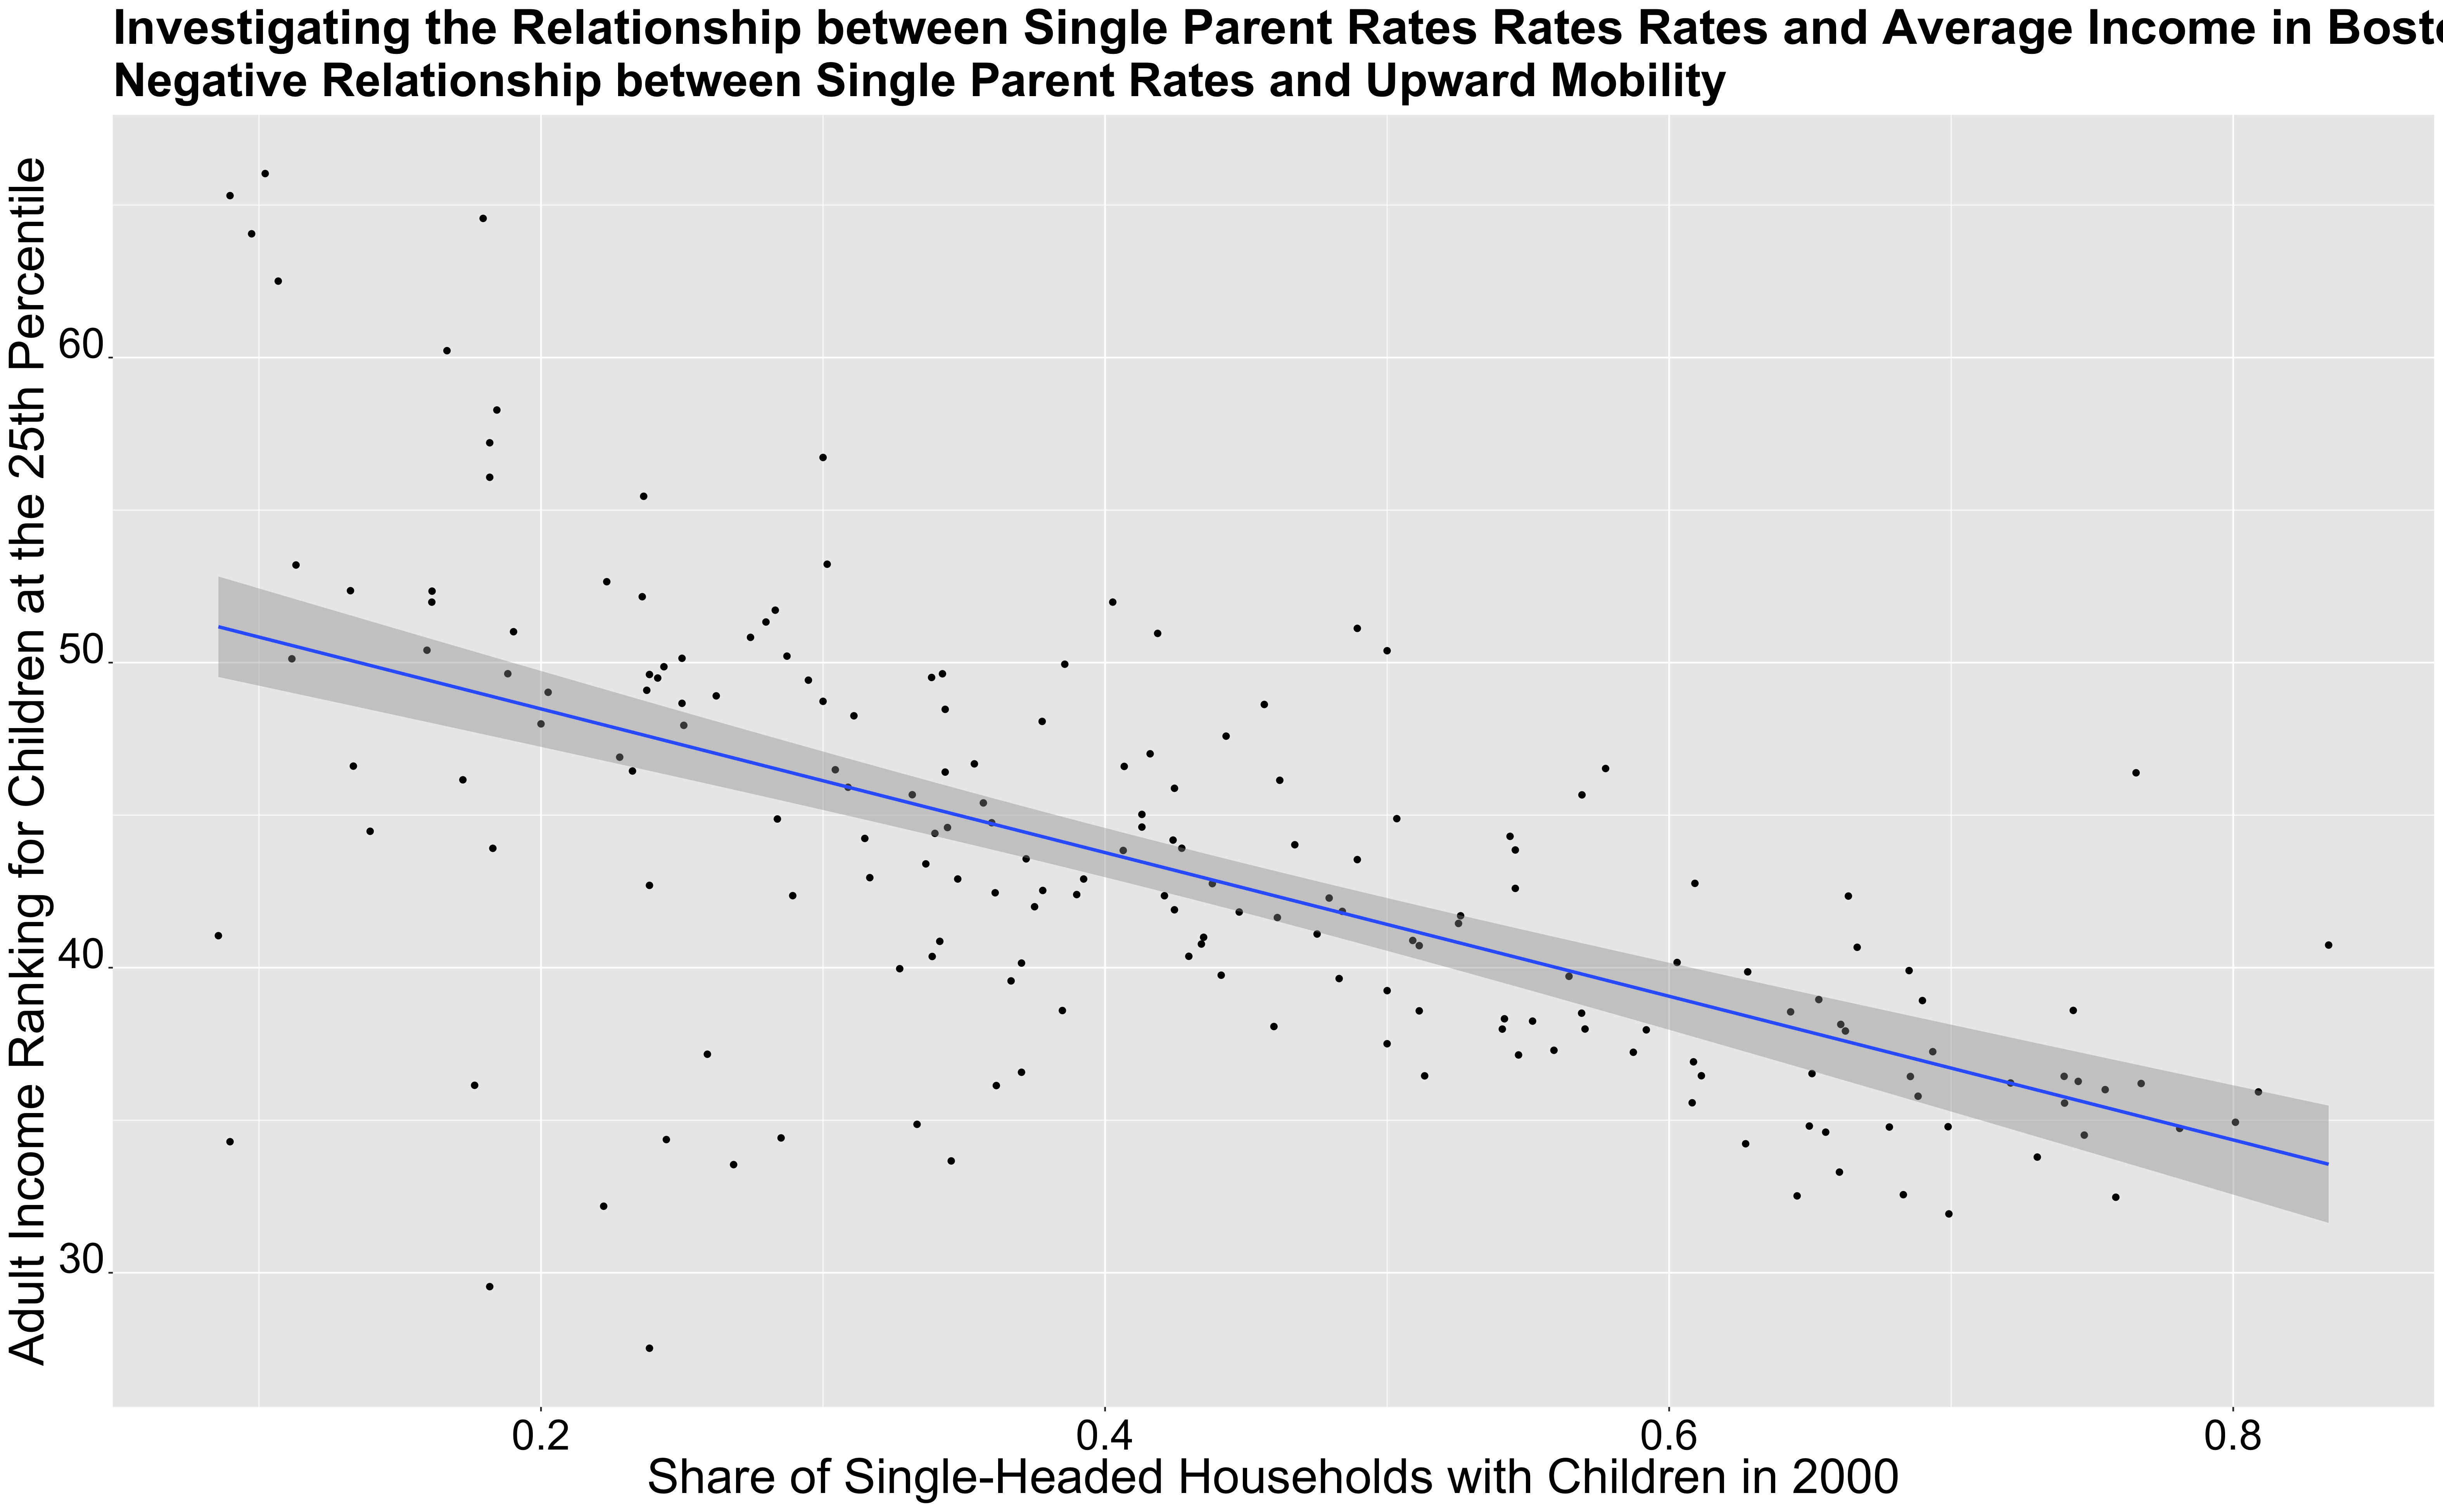 Investigating the Relationship between Single Parent Rates Rates Rates and Average Income in
Negative Relationship between Single Parent Rates and Upward Mobility
Adult Income Ranking for Children at the 25th Percentile
60
50
40
30
0.2
0.4
0.6
0.8
Share of Single-Headed Households with Children in 2000